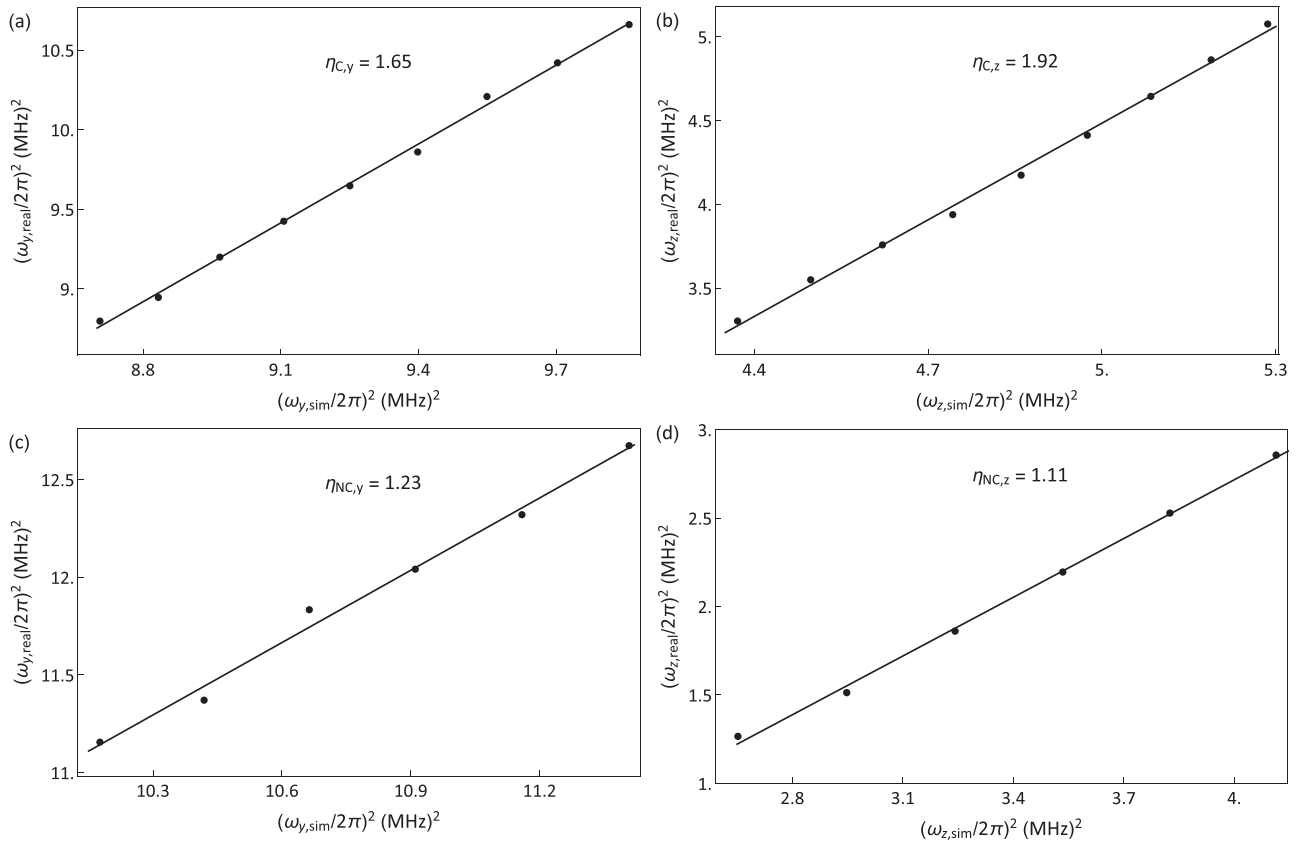 (a)
η_C,y = 1.65
(ω_y,real/2π)² (MHz)²
10.5
10.
9.5
9.
8.8 9.1 9.4 9.7
(ω_y,sim/2π)² (MHz)²
(b)
η_C,z = 1.92
(ω_z,real/2π)² (MHz)²
5.
4.5
4.
3.5
4.4 4.7 5. 5.3
(ω_z,sim/2π)² (MHz)²
(c)
η_NC,y = 1.23
(ω_y,real/2π)² (MHz)²
12.5
12.
11.5
11.
10.3 10.6 10.9 11.2
(ω_y,sim/2π)² (MHz)²
(d)
η_NC,z = 1.11
(ω_z,real/2π)² (MHz)²
3.
2.5
2.
1.5
1.
2.8 3.1 3.4 3.7 4.
(ω_z,sim/2π)² (MHz)²